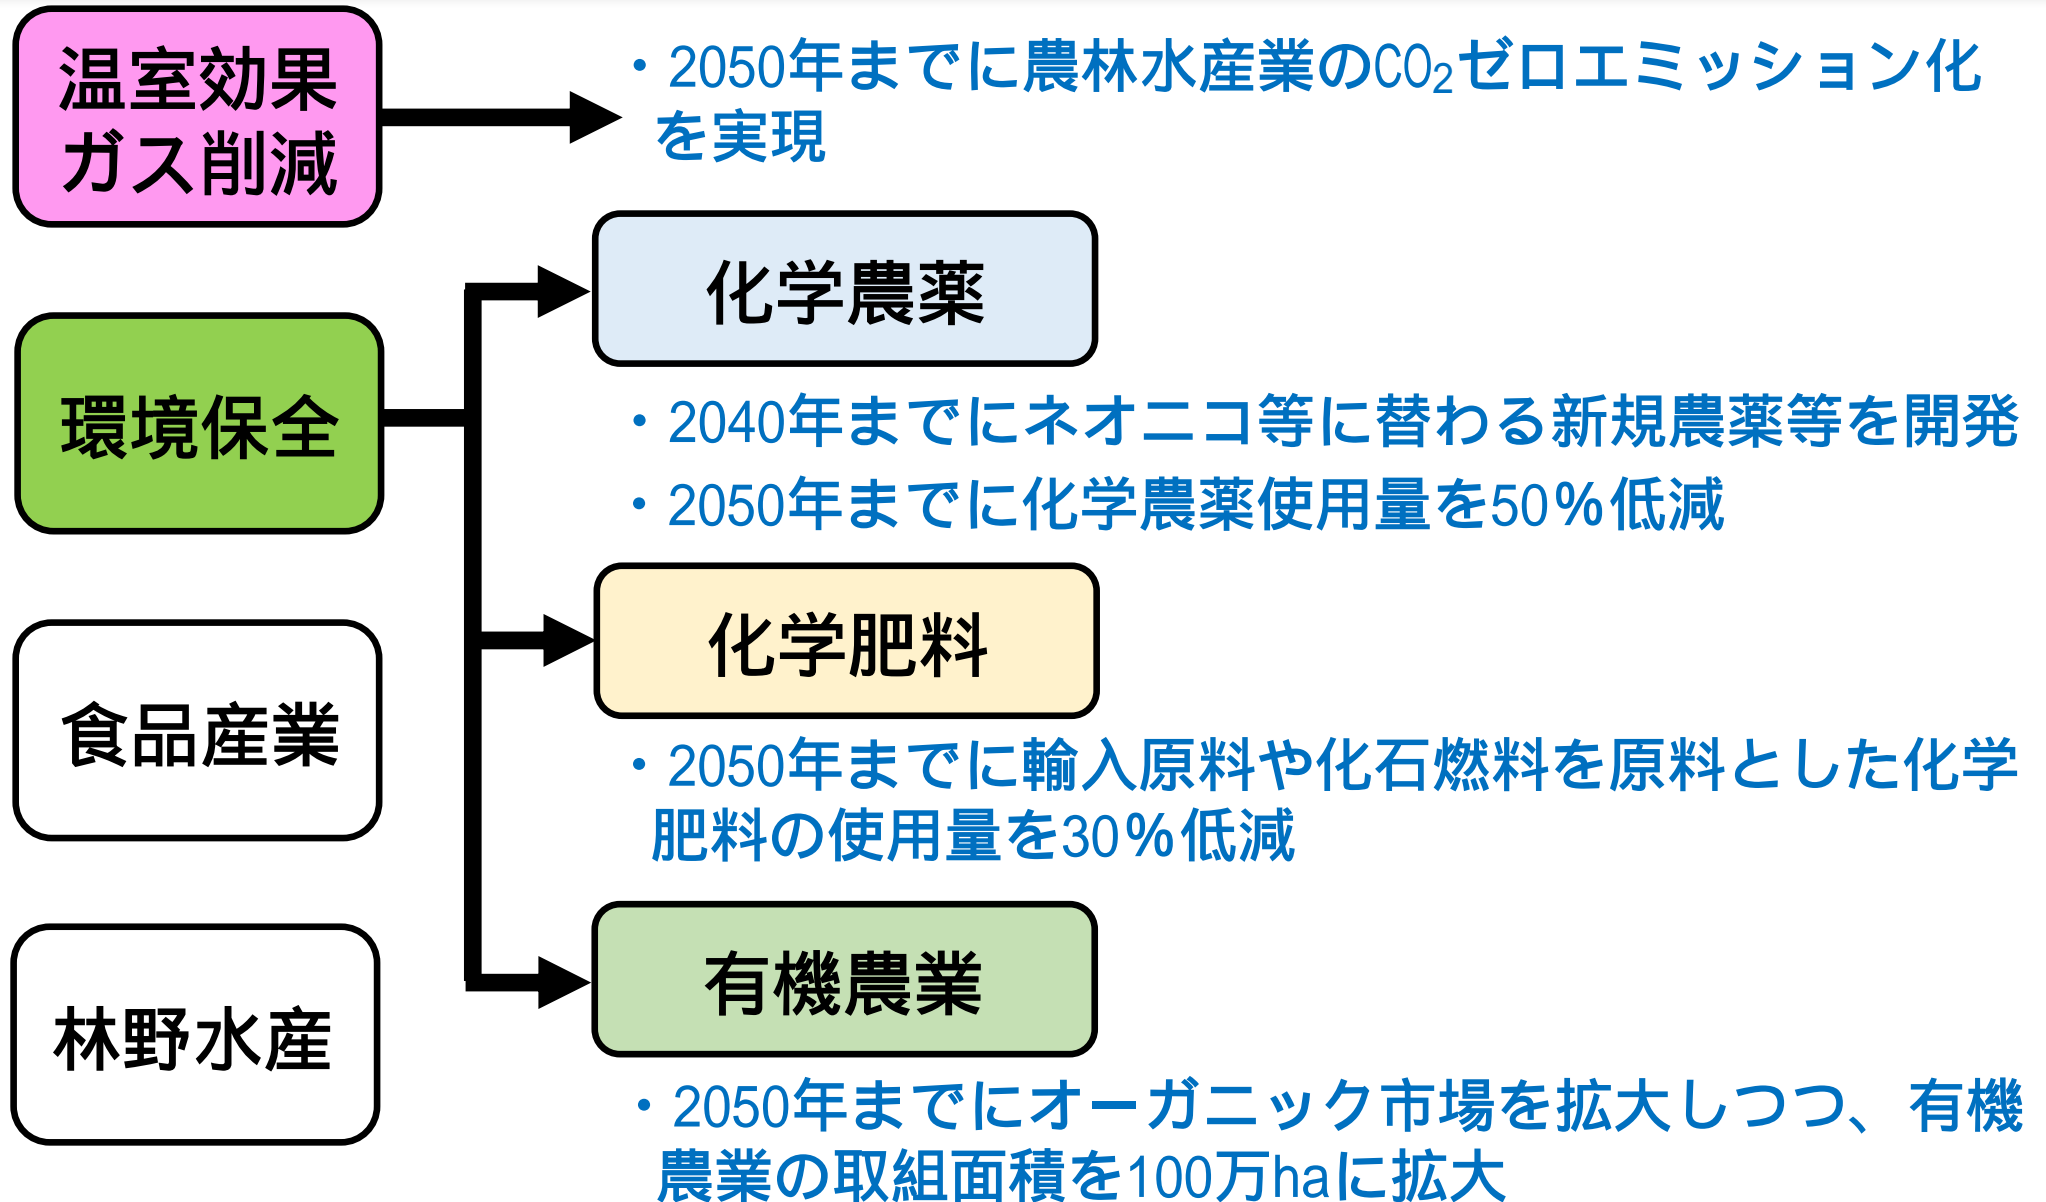 温室効果
ガス削減
・2050年までに農林水産業のCO₂ゼロエミッション化
を実現
化学農薬
環境保全
・2040年までにネオニコ等に替わる新規農薬等を開発
・2050年までに化学農薬使用量を50％低減
化学肥料
食品産業
・2050年までに輸入原料や化石燃料を原料とした化学
肥料の使用量を30％低減
有機農業
林野水産
・2050年までにオーガニック市場を拡大しつつ、有機
農業の取組面積を100万haに拡大